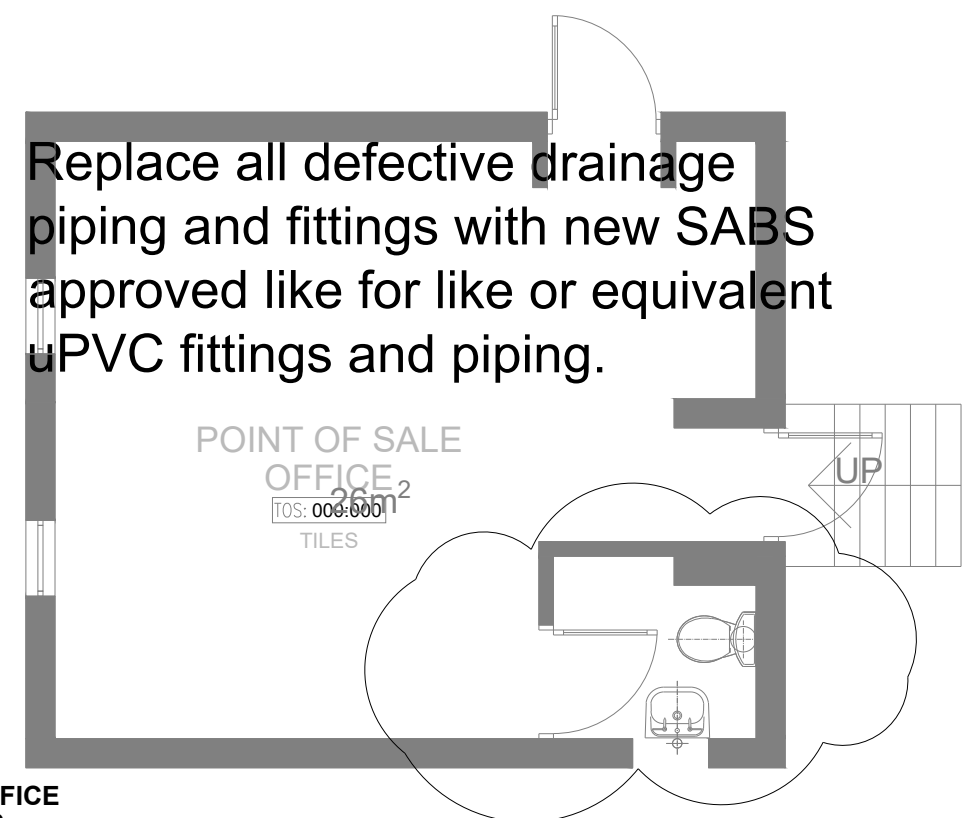 Replace all defective drainage
piping and fittings with new SABS
approved like for like or equivalent
uPVC fittings and piping.
POINT OF SALE
OFFICE
26m²
TOS: 000:000
TILES
UP
FICE